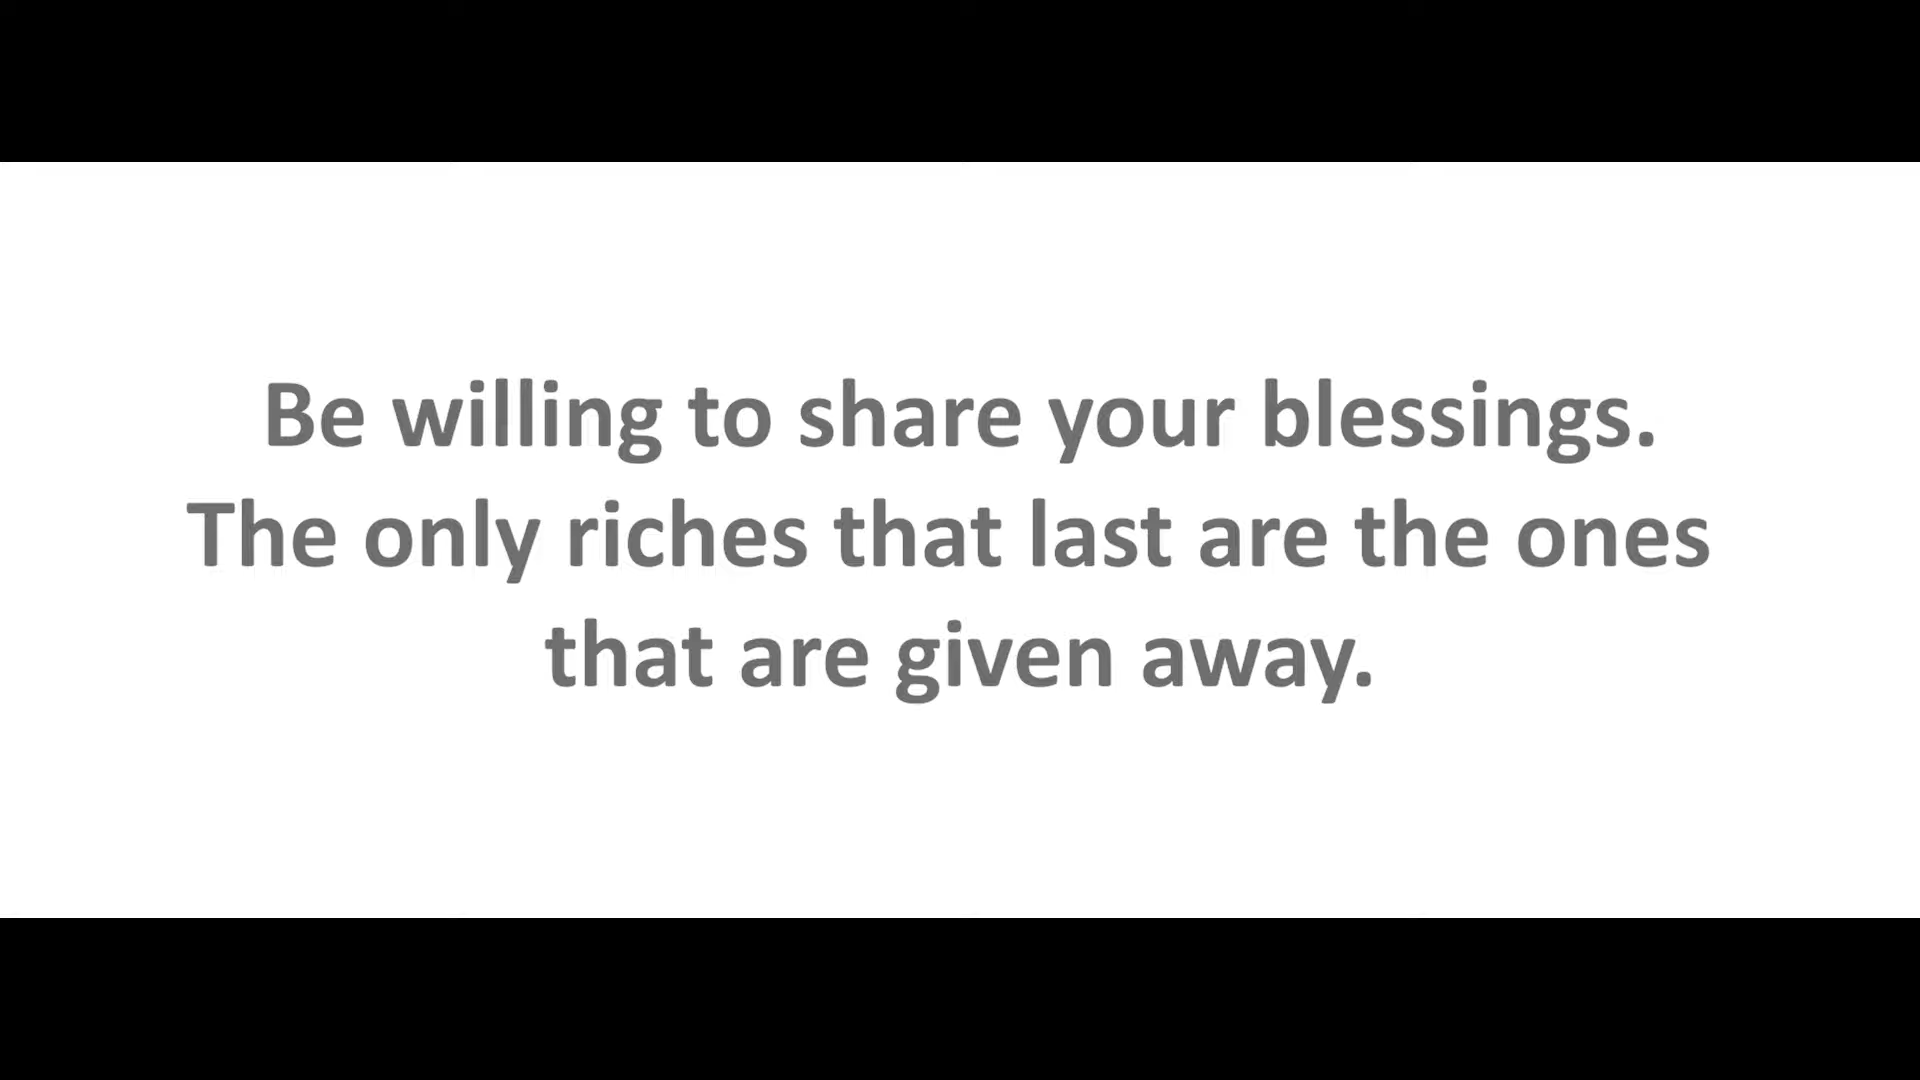 Be willing to share your blessings.
The only riches that last are the ones
that are given away.